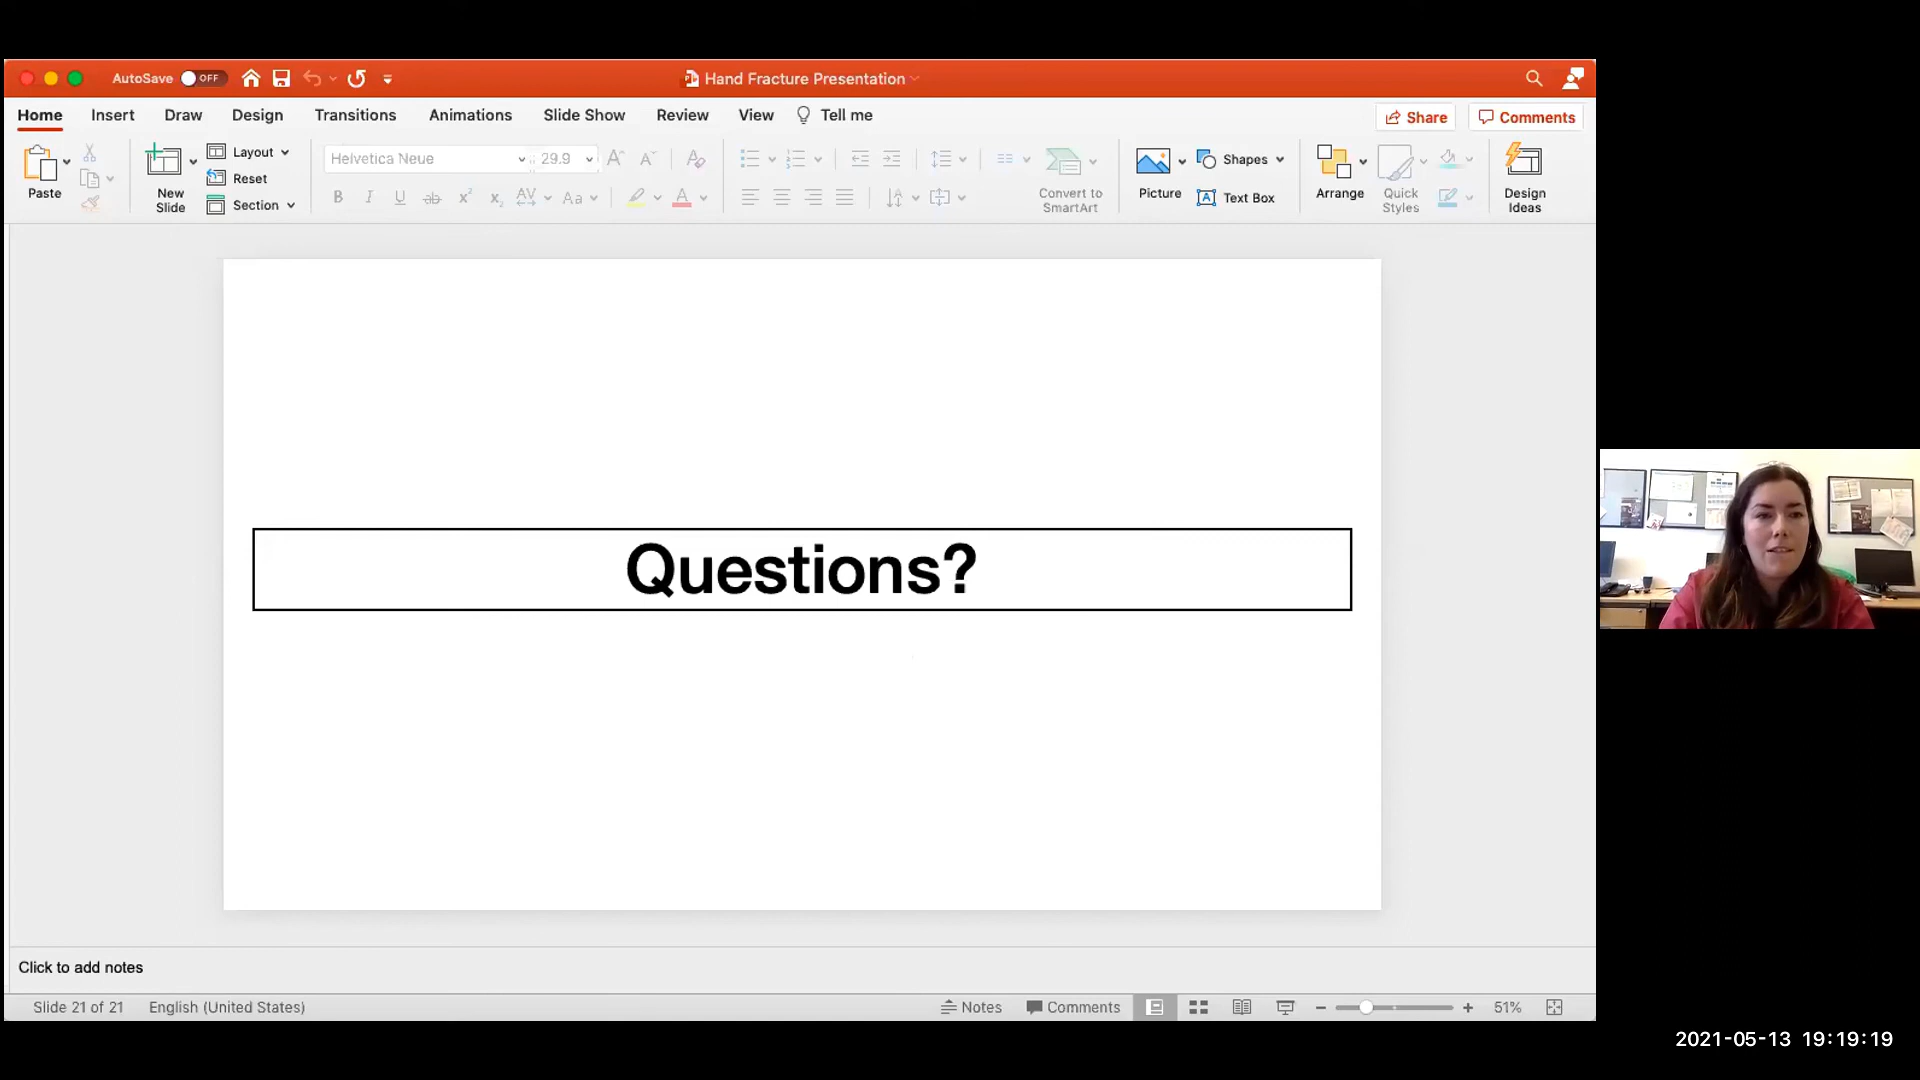 AutoSave OFF
Hand Fracture Presentation
Home Insert Draw Design Transitions Animations Slide Show Review View Tell me Share Comments
Paste
New Slide
Layout
Reset
Section
Helvetica Neue 29.9
Convert to SmartArt
Picture
Shapes
Text Box
Arrange
Quick Styles
Design Ideas
Questions?
Click to add notes
Slide 21 of 21 English (United States) Notes Comments 51%
2021-05-13 19:19:19